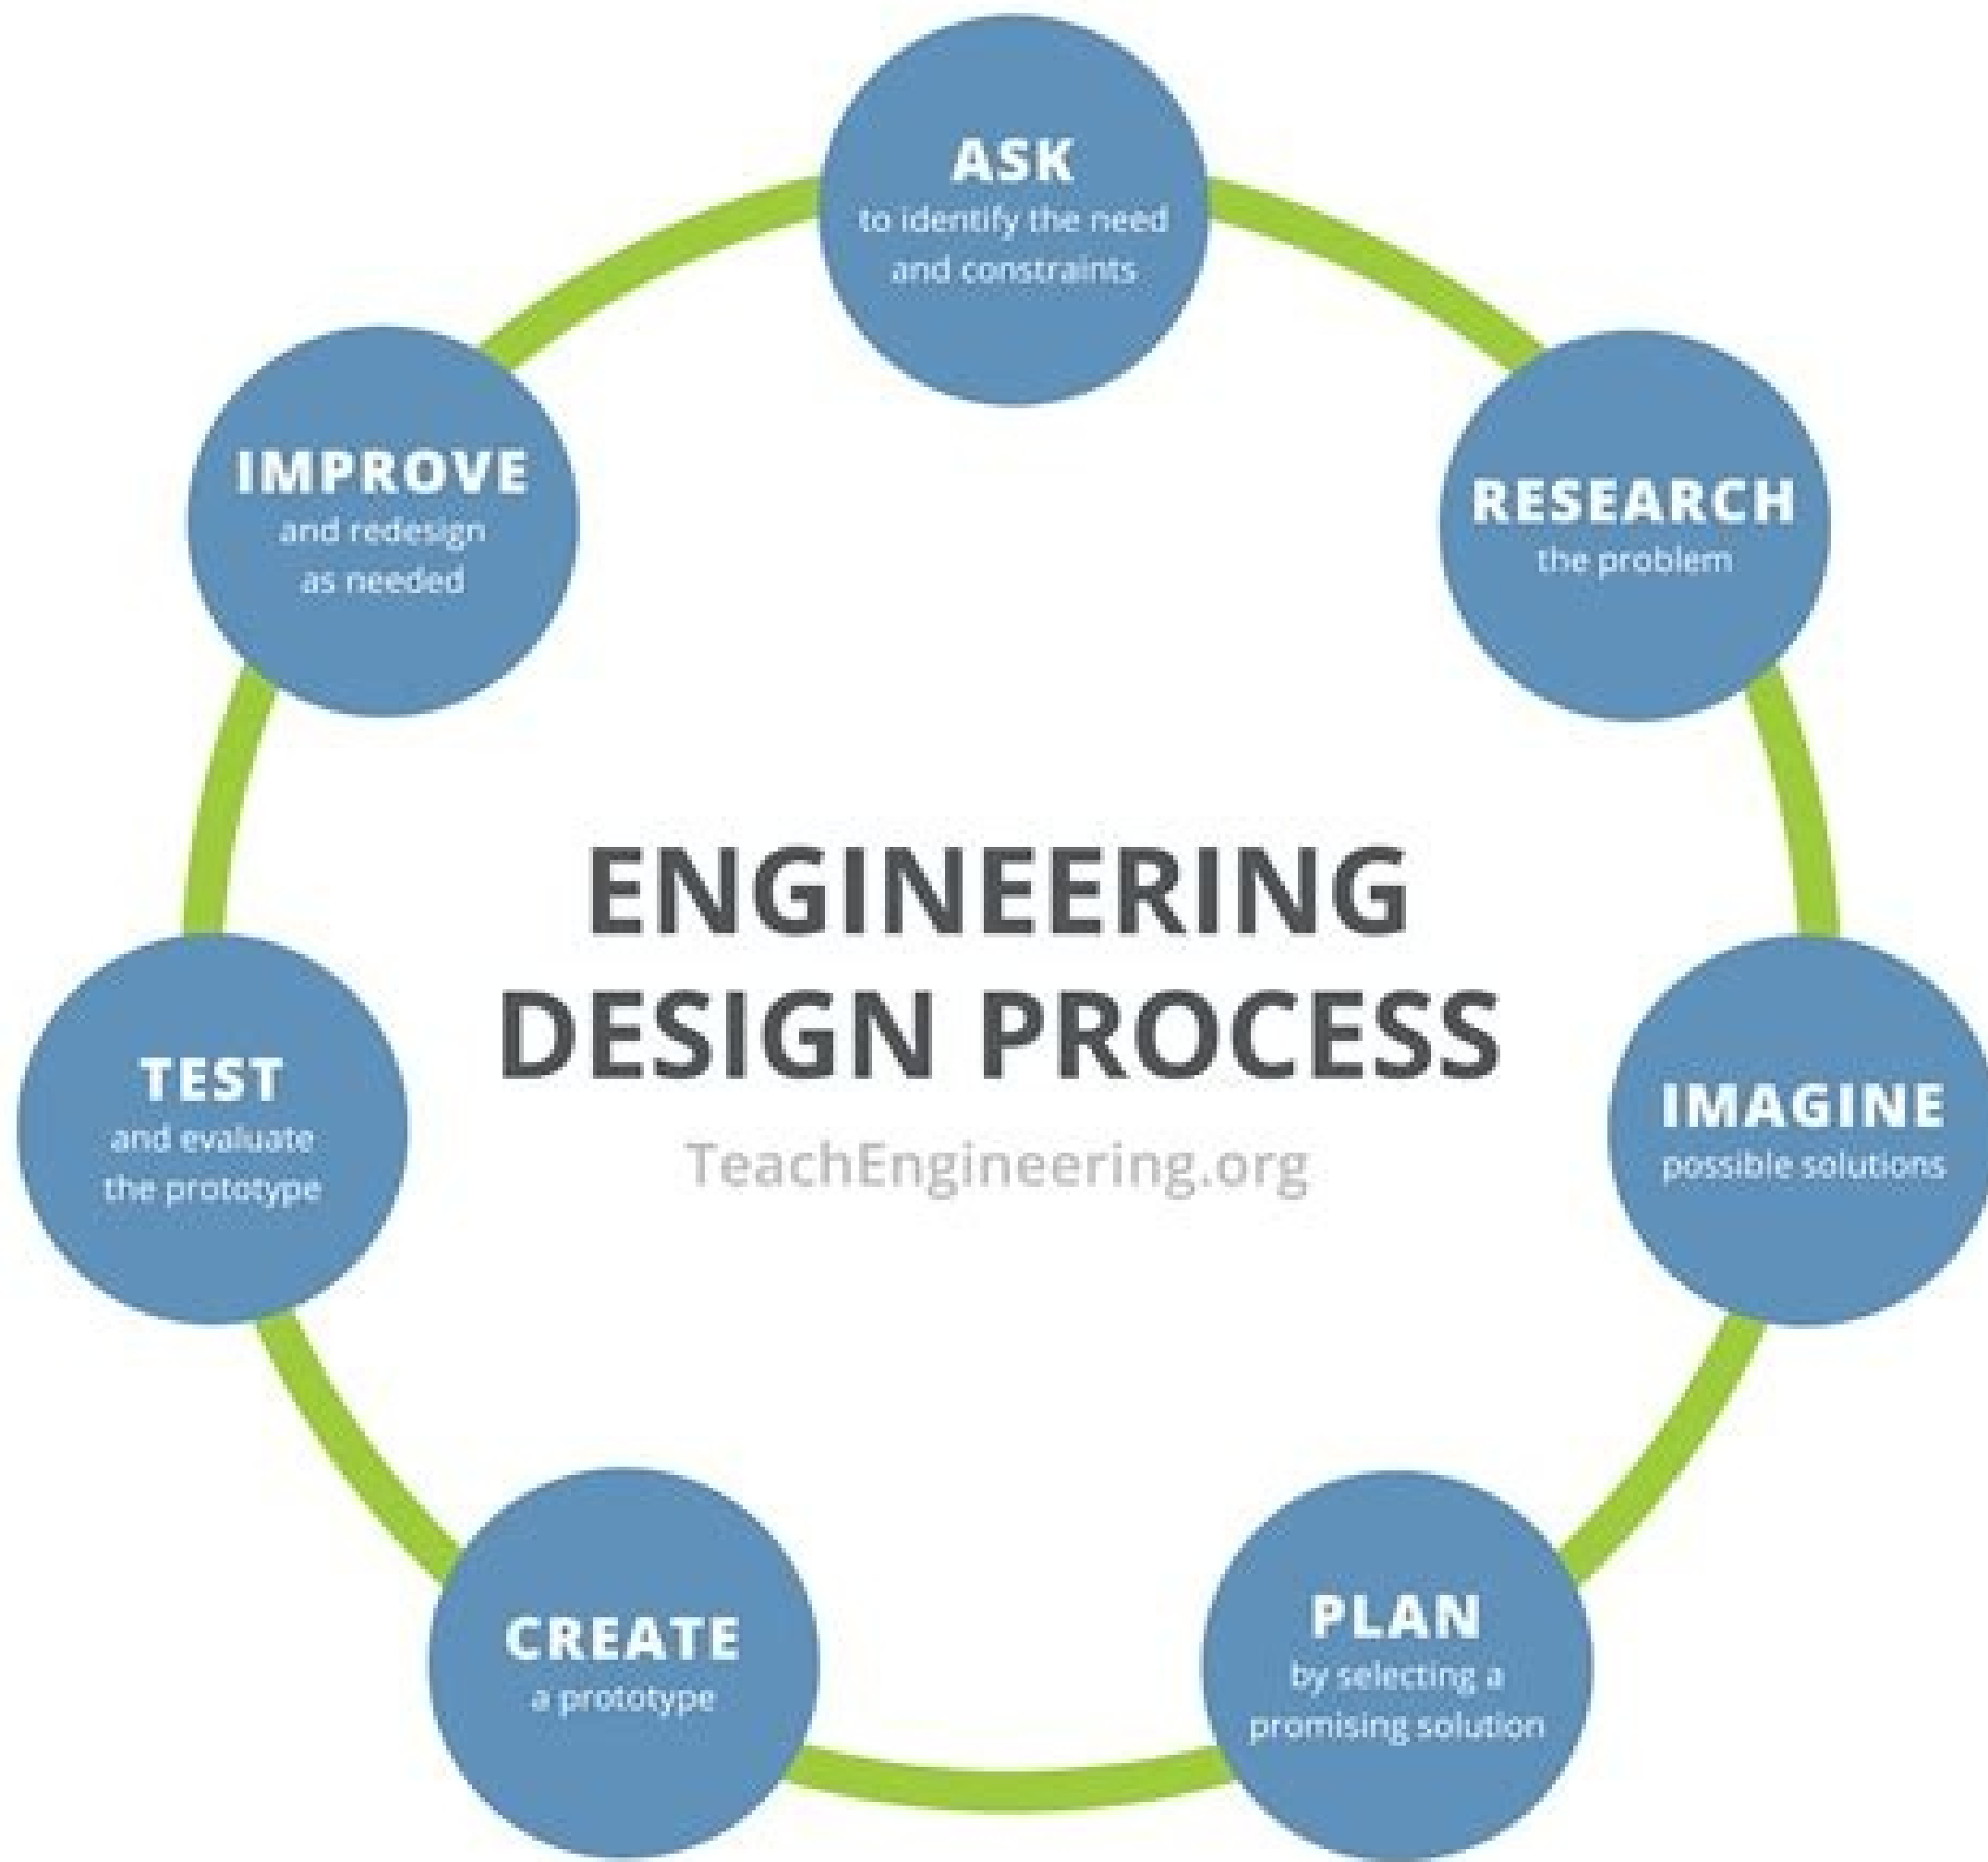 ASK
to identify the need
and constraints
RESEARCH
the problem
IMAGINE
possible solutions
PLAN
by selecting a
promising solution
CREATE
a prototype
TEST
and evaluate
the prototype
IMPROVE
and redesign
as needed
ENGINEERING
DESIGN PROCESS
TeachEngineering.org